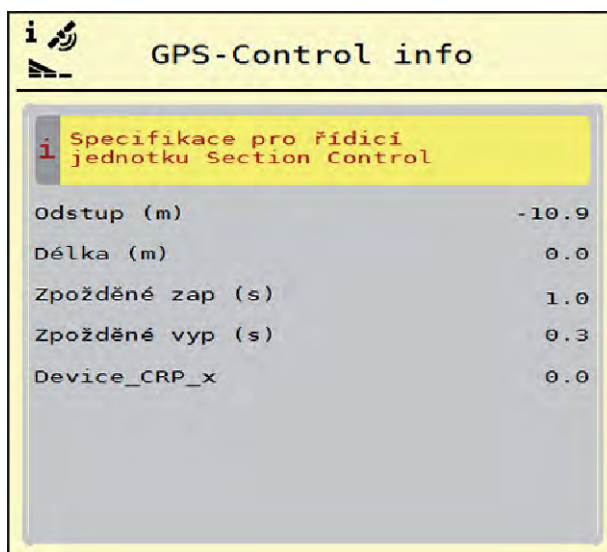 i
GPS-Control info
i
Specifikace pro řídicí
jednotku Section Control
Odstup (m) -10.9
Délka (m) 0.0
Zpožděné zap (s) 1.0
Zpožděné vyp (s) 0.3
Device_CRP_x 0.0